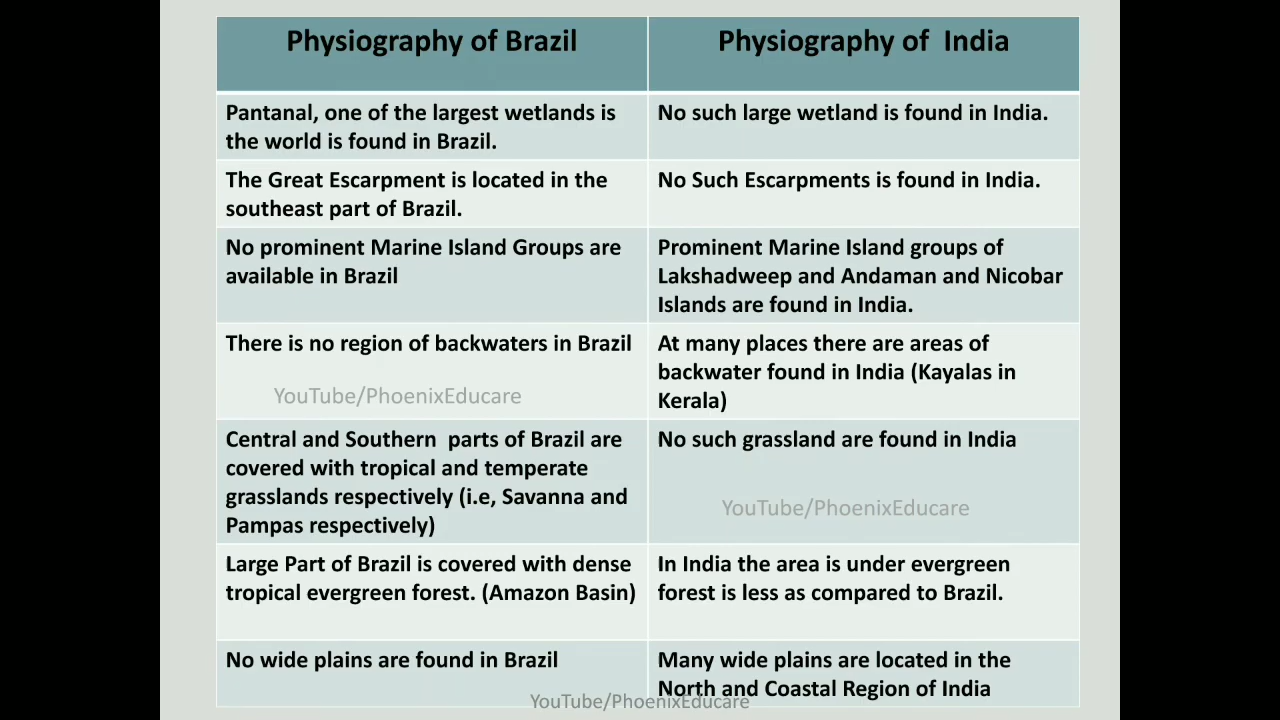 Physiography of Brazil
Physiography of  India
Pantanal, one of the largest wetlands is
the world is found in Brazil.
No such large wetland is found in India.
The Great Escarpment is located in the
southeast part of Brazil.
No Such Escarpments is found in India.
No prominent Marine Island Groups are
available in Brazil
Prominent Marine Island groups of
Lakshadweep and Andaman and Nicobar
Islands are found in India.
There is no region of backwaters in Brazil
YouTube/PhoenixEducare
At many places there are areas of
backwater found in India (Kayalas in
Kerala)
Central and Southern  parts of Brazil are
covered with tropical and temperate
grasslands respectively (i.e, Savanna and
Pampas respectively)
No such grassland are found in India
YouTube/PhoenixEducare
Large Part of Brazil is covered with dense
tropical evergreen forest. (Amazon Basin)
In India the area is under evergreen
forest is less as compared to Brazil.
No wide plains are found in Brazil
Many wide plains are located in the
North and Coastal Region of India
YouTube/PhoenixEducare